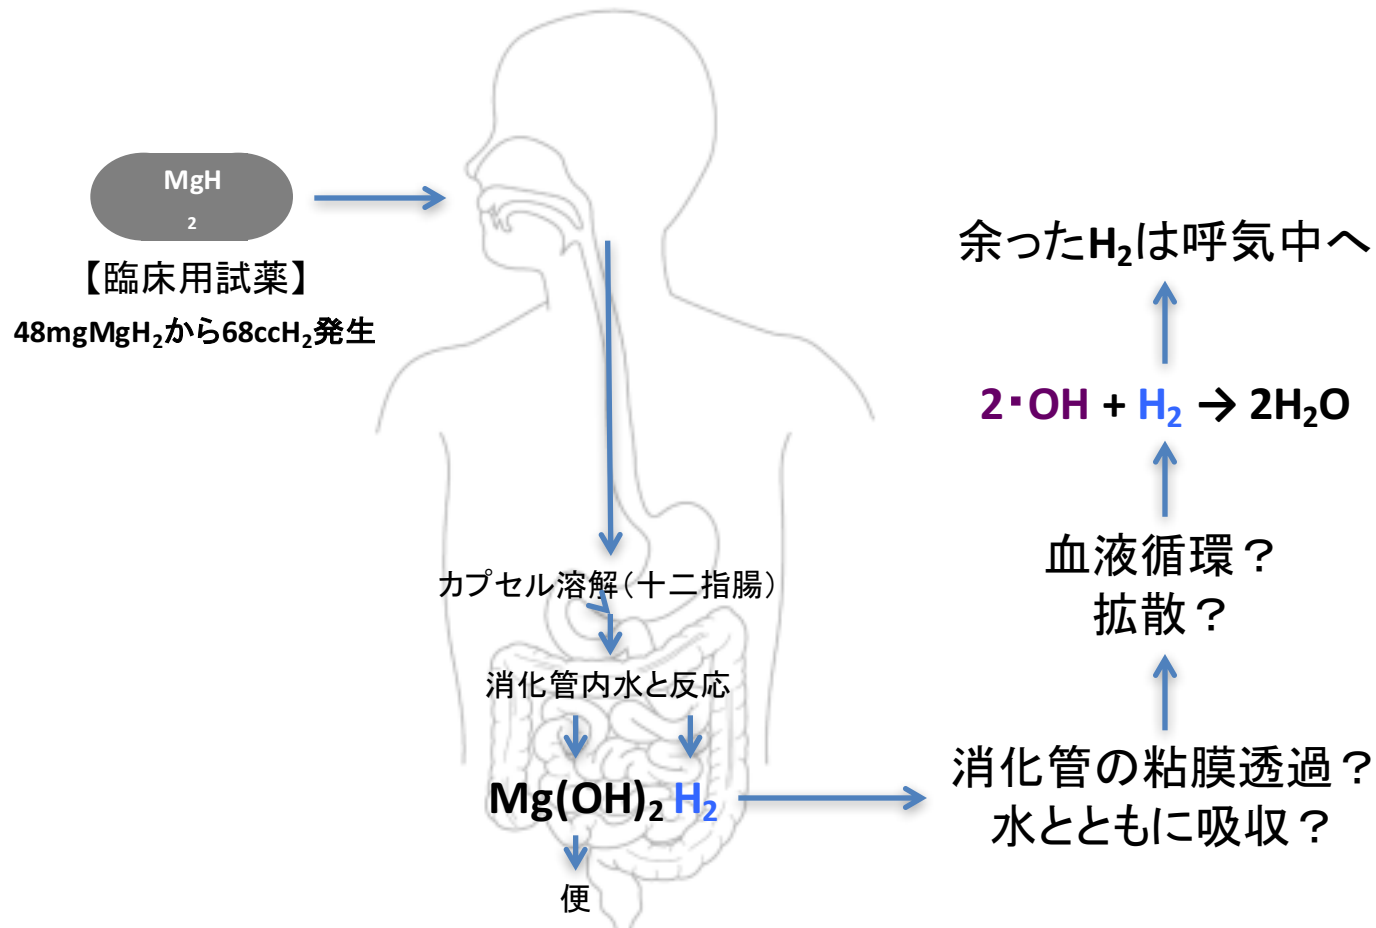 MgH
2
【臨床用試薬】
48mgMgH₂から68ccH₂発生
カプセル溶解（十二指腸）
消化管内水と反応
Mg(OH)₂ H₂
便
消化管の粘膜透過？
水とともに吸収？
血液循環？
拡散？
2・OH + H₂ → 2H₂O
余ったH₂は呼気中へ